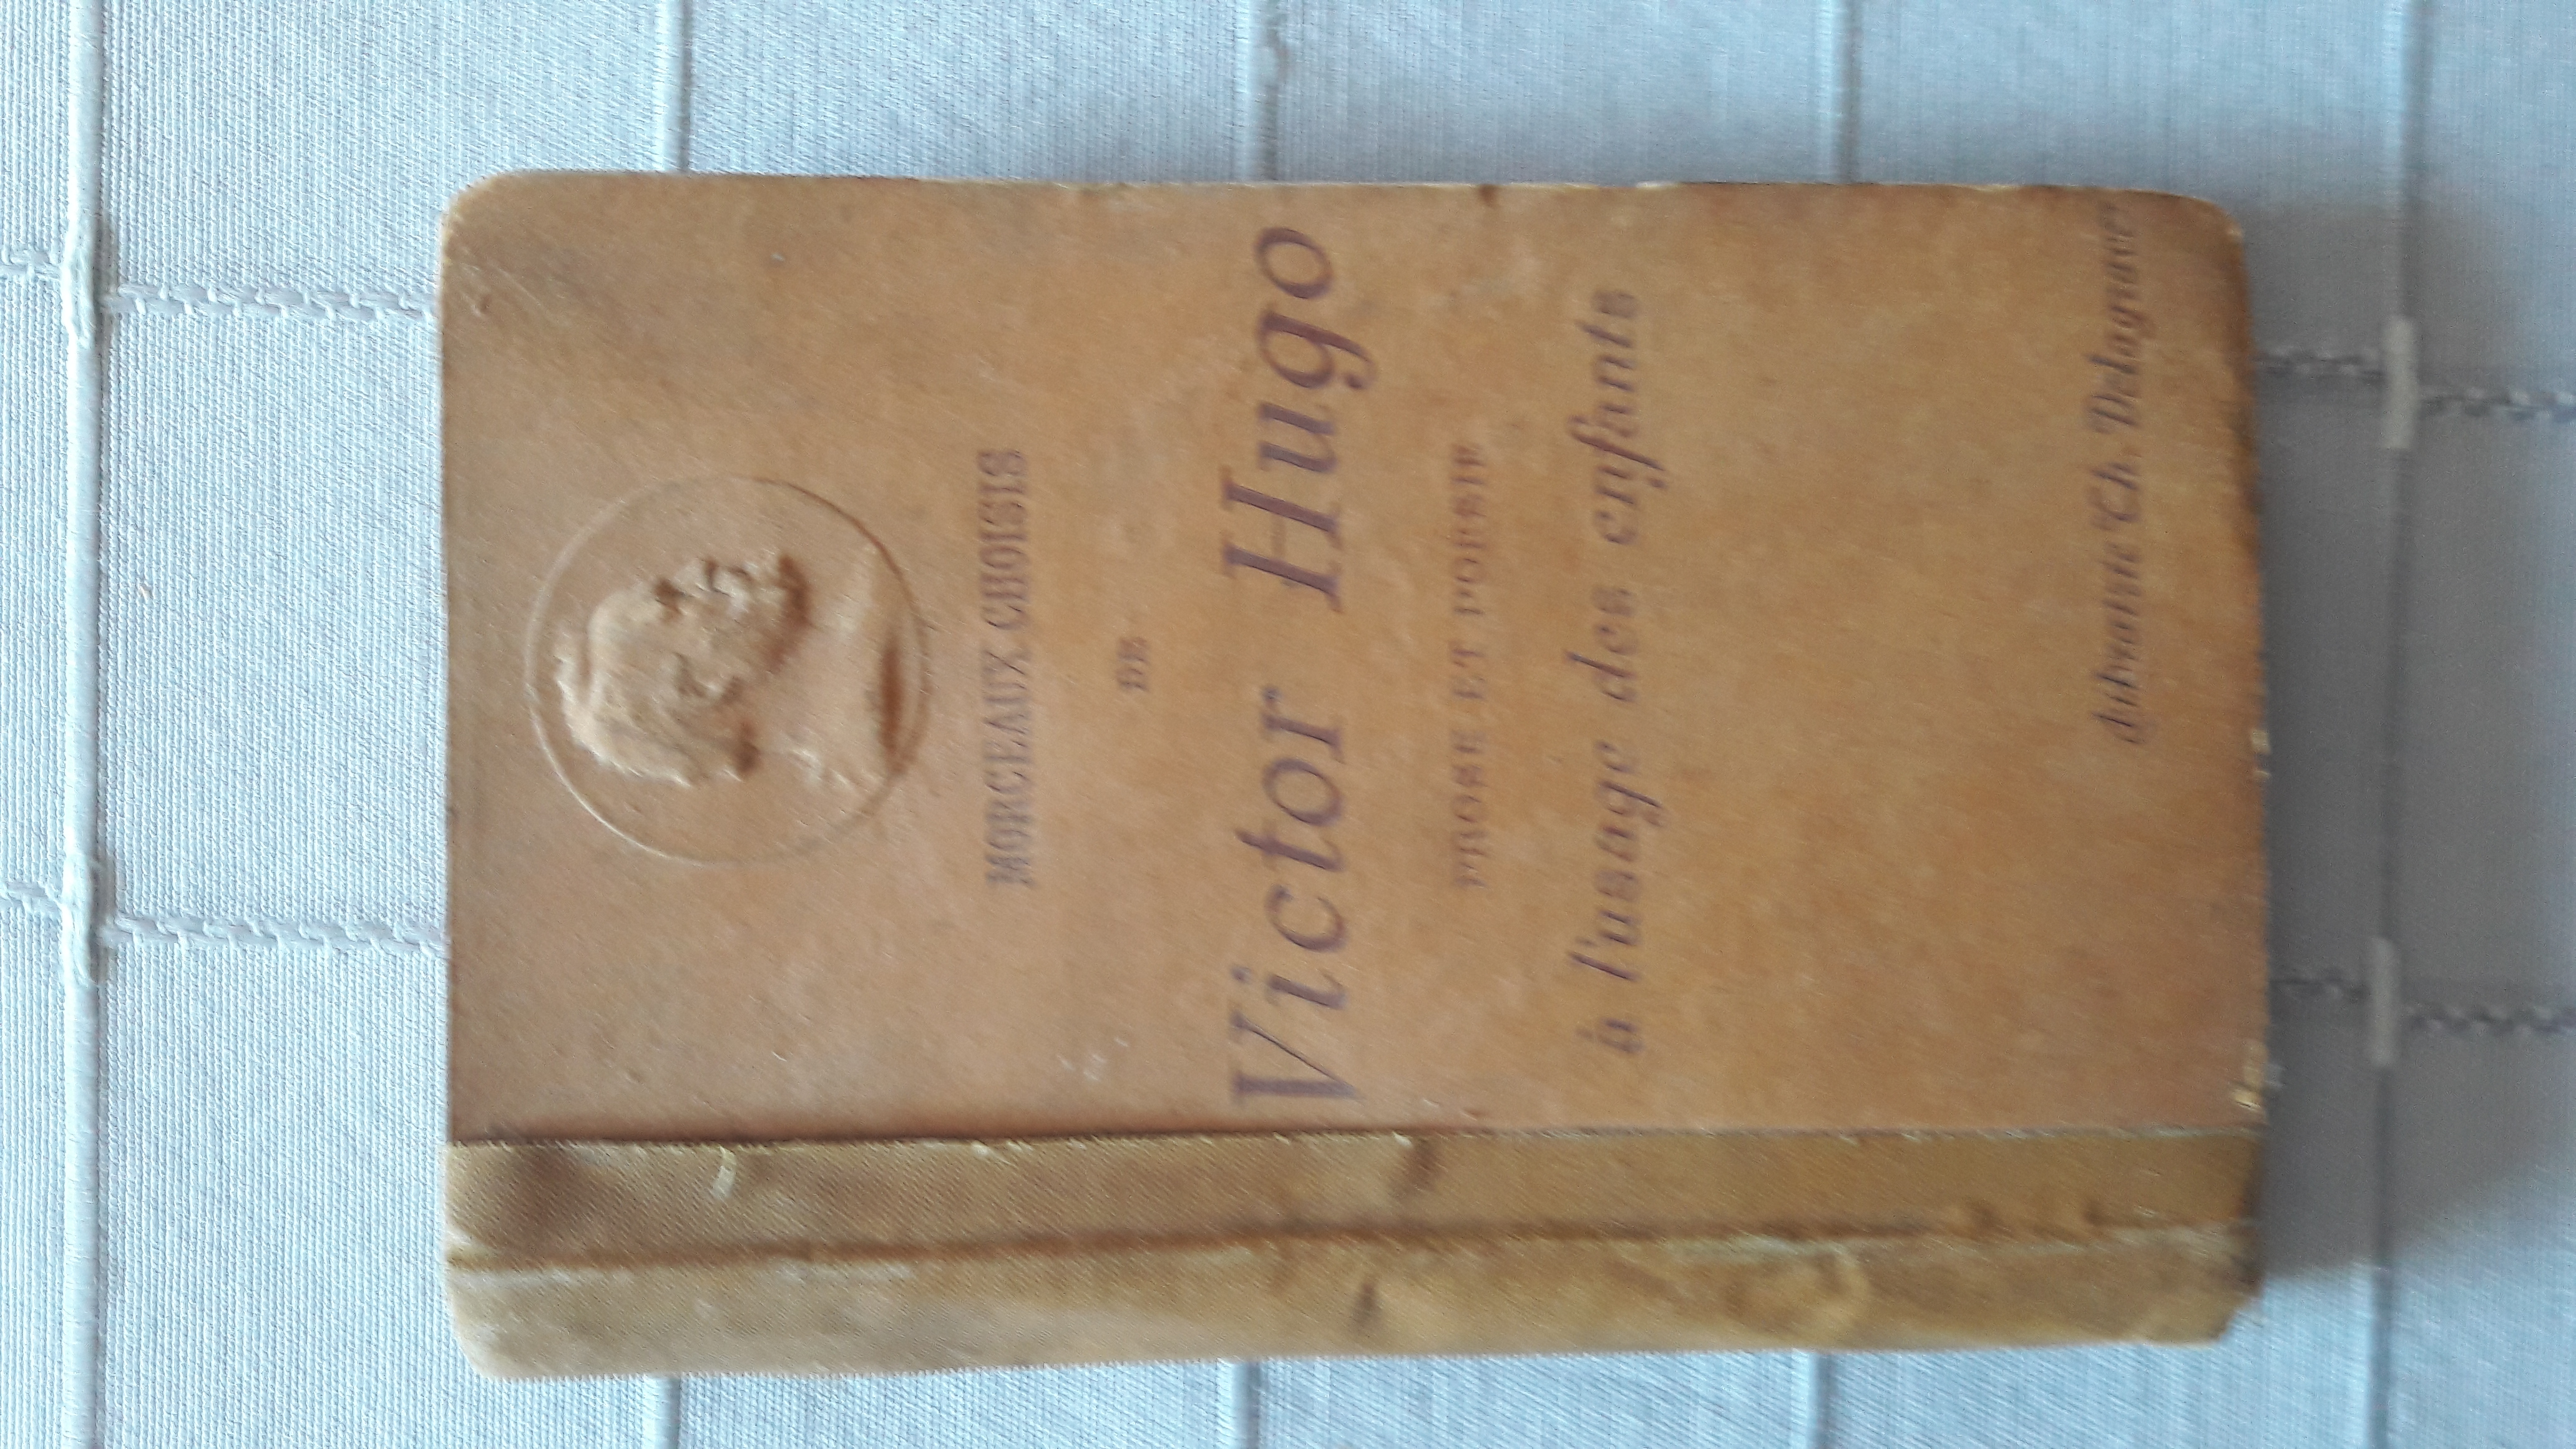 MORCEAUX CHOISIS
DE
Victor Hugo
PROSE ET POÉSIE
à l'usage des enfants
Librairie Ch. Delagrave